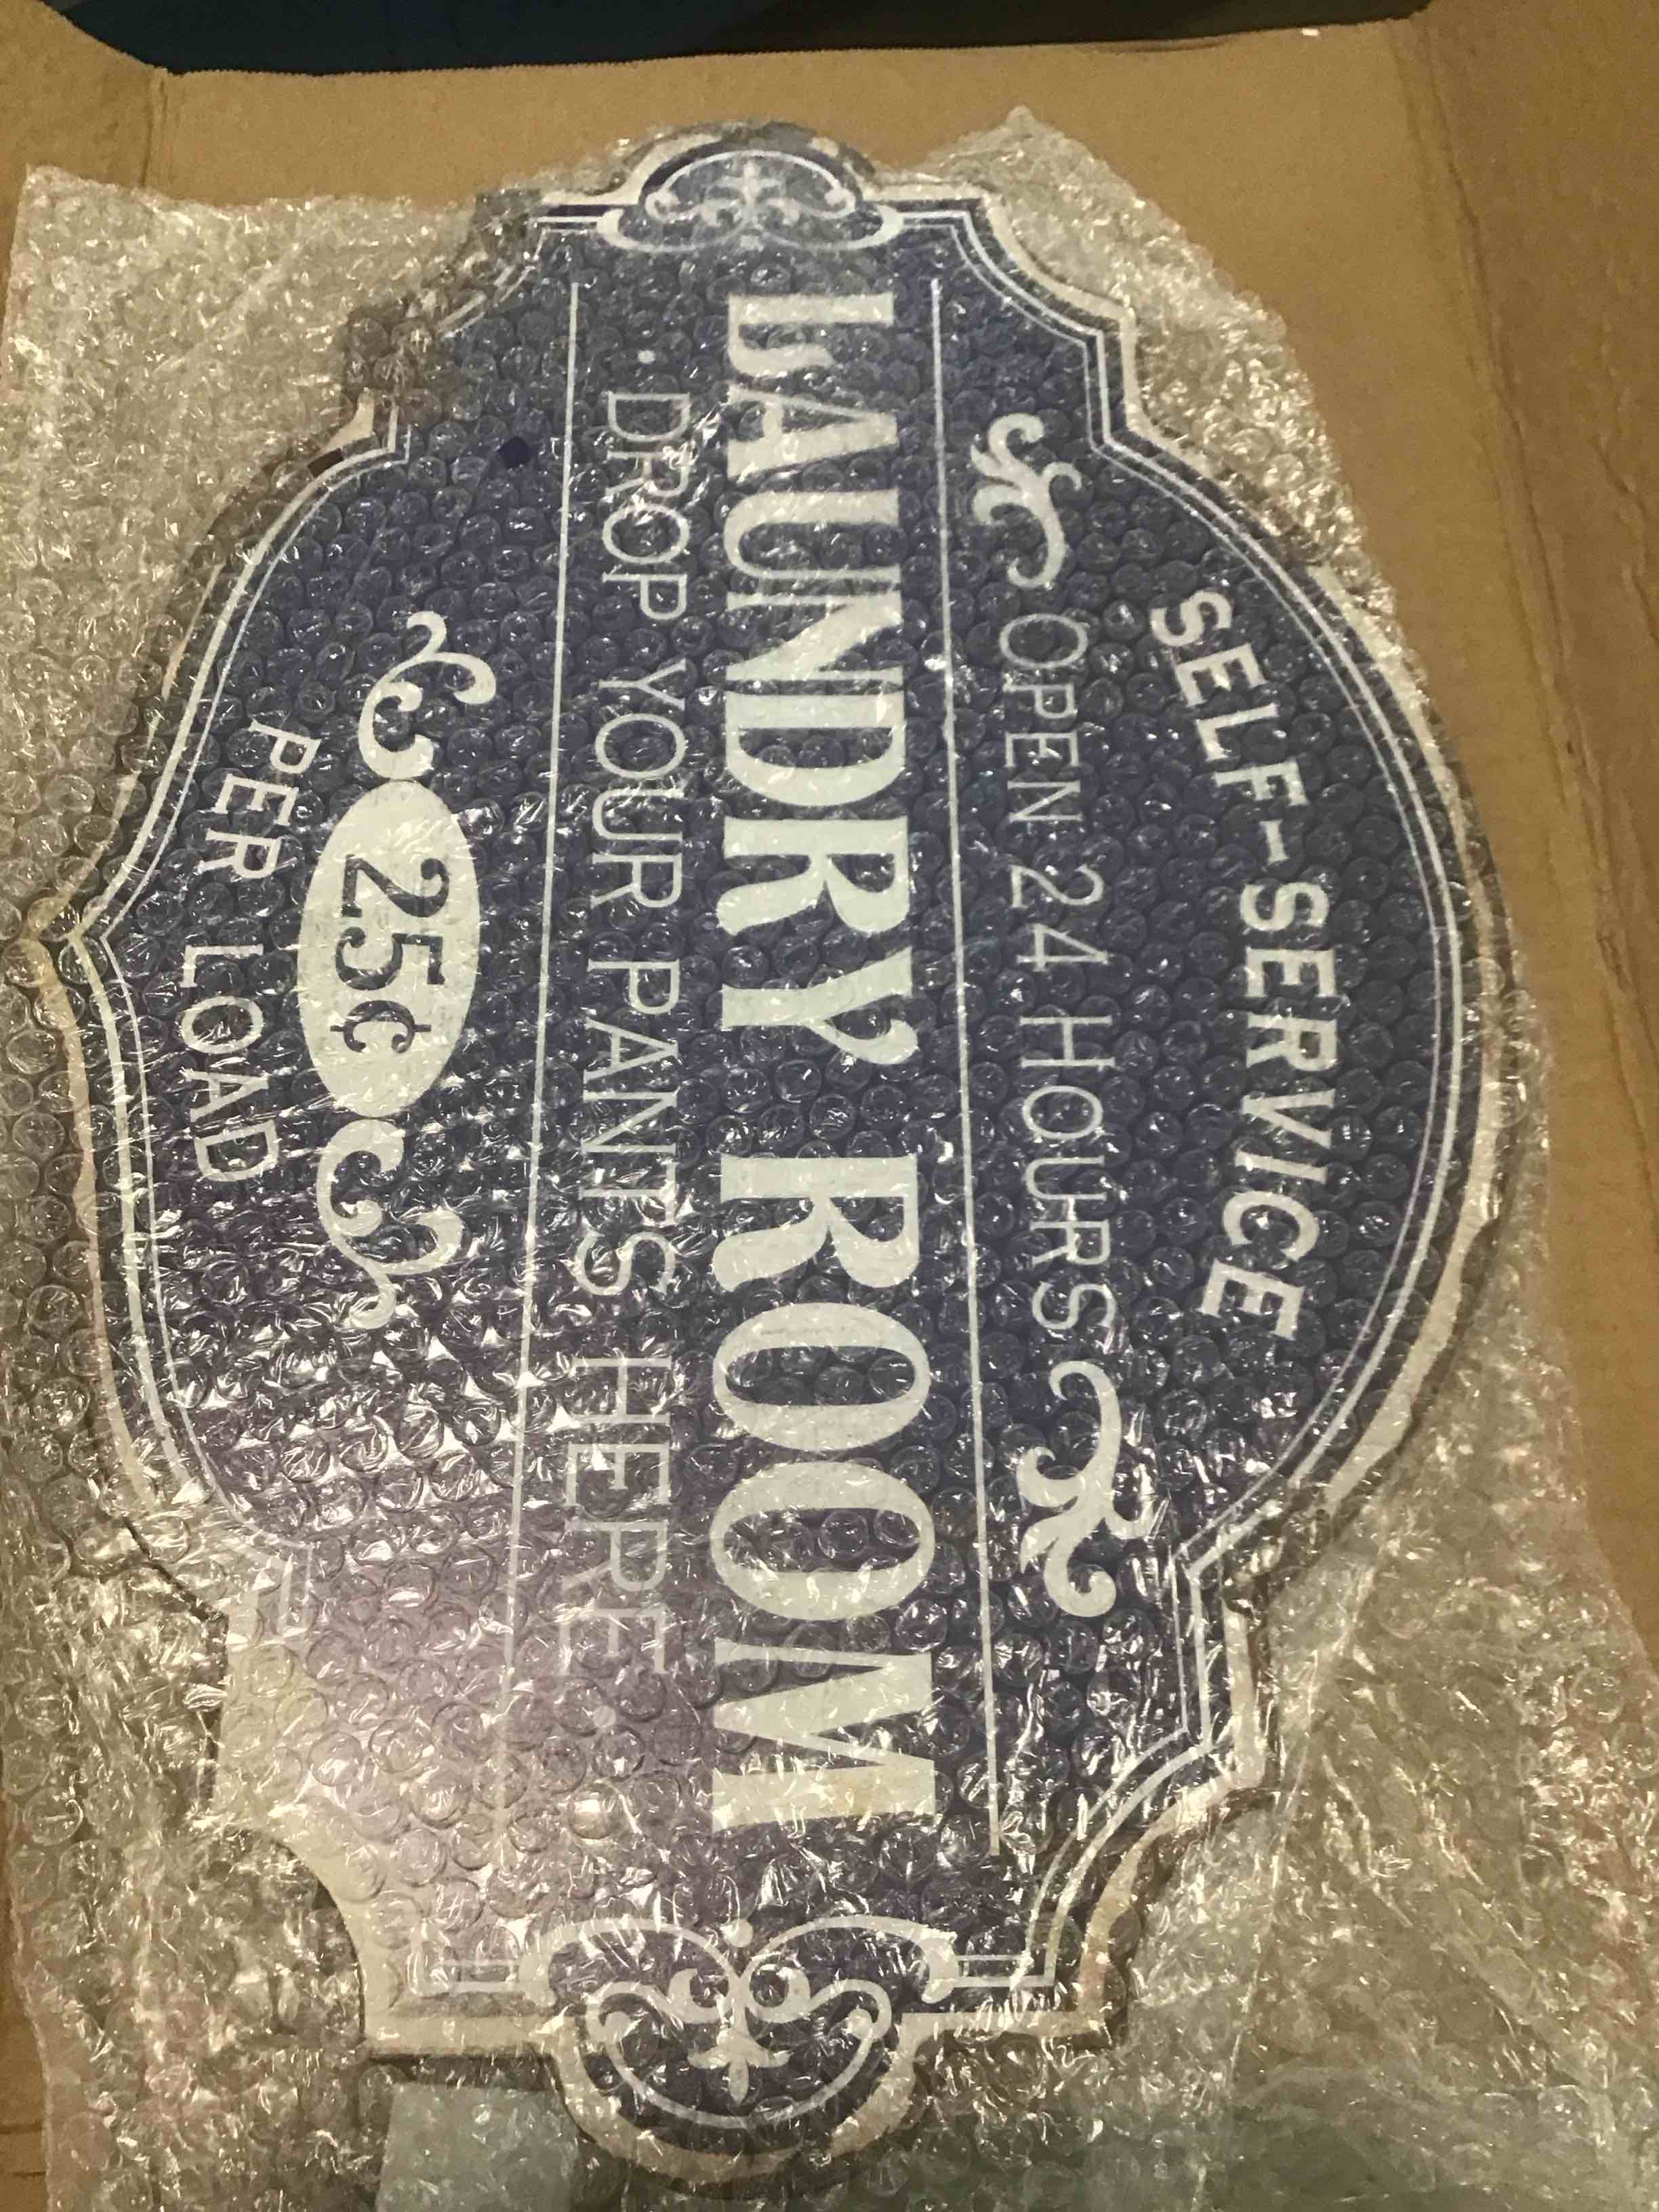 SELF-SERVICE
OPEN 24 HOURS
LAUNDRY ROOM
· DROP YOUR PANTS HERE ·
25¢
PER LOAD